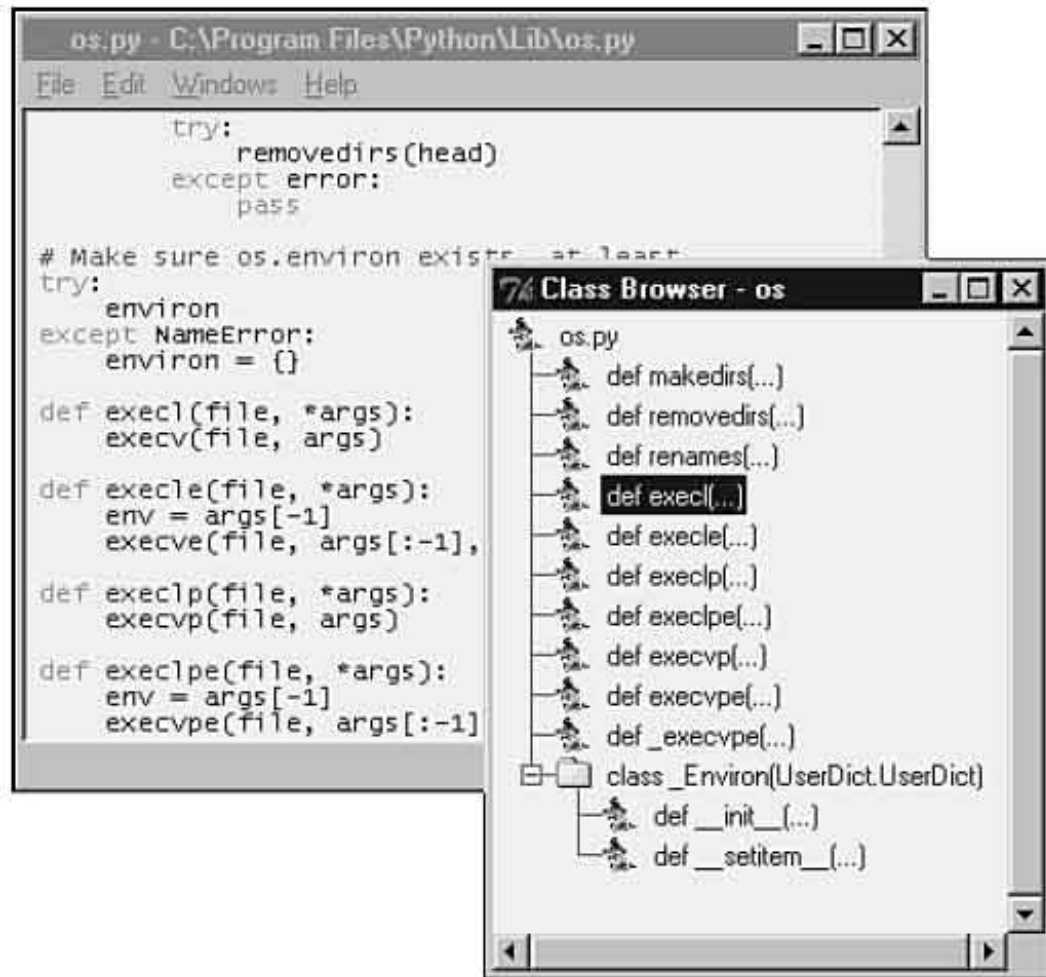 os.py - C:\Program Files\Python\Lib\os.py
File Edit Windows Help
try:
removedirs(head)
except error:
pass
# Make sure os.environ exists, at least
try:
environ
except NameError:
environ = {}
def execl(file, *args):
execv(file, args)
def execle(file, *args):
env = args[-1]
execve(file, args[:-1],
def execlp(file, *args):
execvp(file, args)
def execlpe(file, *args):
env = args[-1]
execvpe(file, args[:-1]
Class Browser - os
os.py
def makedirs(...)
def removedirs(...)
def renames(...)
def execl(...)
def execle(...)
def execlp(...)
def execlpe(...)
def execvp(...)
def execvpe(...)
def _execvpe(...)
class _Environ(UserDict.UserDict)
def __init__(...)
def __setitem__(...)